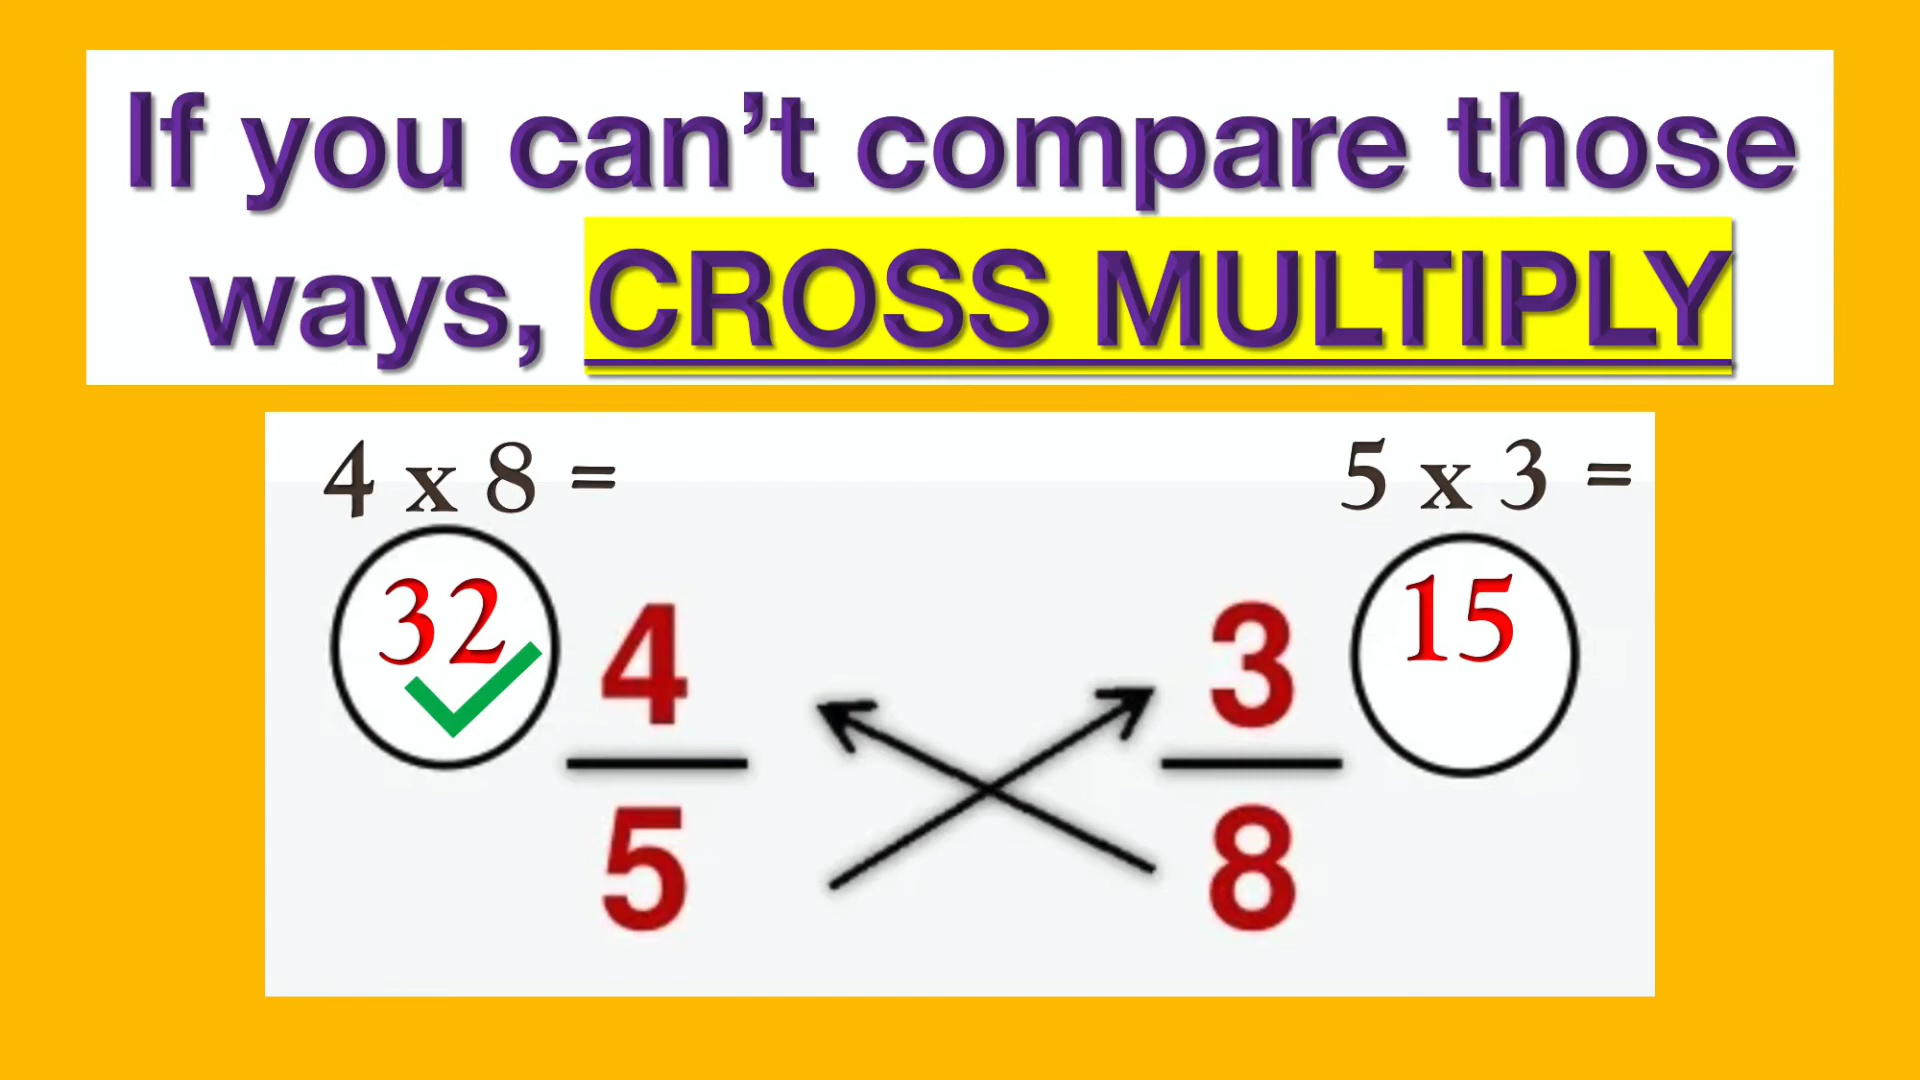 If you can’t compare those
ways, CROSS MULTIPLY
4 x 8 =
5 x 3 =
32
15
4
3
5
8